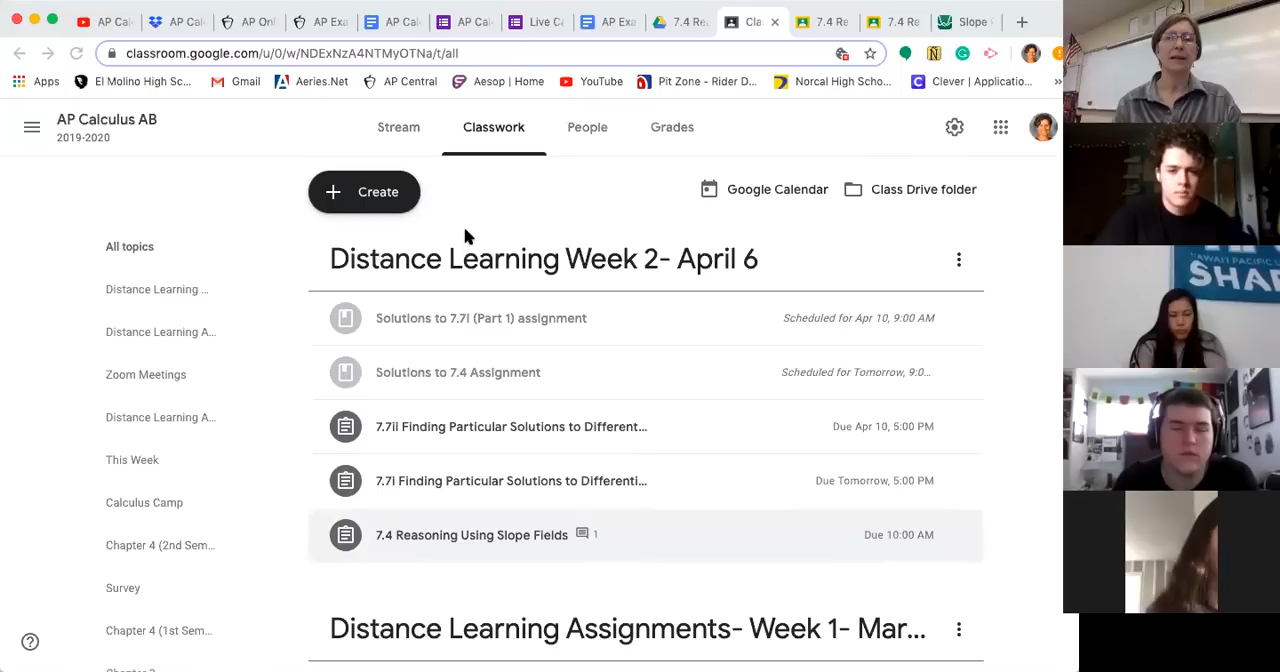 AP Cal
AP Cal
AP Onl
AP Exa
AP Cal
AP Cal
Live Ca
AP Exa
7.4 Re
Cla
7.4 Re
7.4 Re
Slope
classroom.google.com/u/0/w/NDExNzA4NTMyOTNa/t/all
Apps
El Molino High Sc...
Gmail
Aeries.Net
AP Central
Aesop | Home
YouTube
Pit Zone - Rider D...
Norcal High Scho...
Clever | Applicatio...
»
AP Calculus AB
2019-2020
Stream
Classwork
People
Grades
Create
Google Calendar
Class Drive folder
All topics
Distance Learning ...
Distance Learning A...
Zoom Meetings
Distance Learning A...
This Week
Calculus Camp
Chapter 4 (2nd Sem...
Survey
Chapter 4 (1st Sem...
Distance Learning Week 2- April 6
Solutions to 7.7I (Part 1) assignment
Scheduled for Apr 10, 9:00 AM
Solutions to 7.4 Assignment
Scheduled for Tomorrow, 9:0...
7.7ii Finding Particular Solutions to Different...
Due Apr 10, 5:00 PM
7.7i Finding Particular Solutions to Differenti...
Due Tomorrow, 5:00 PM
7.4 Reasoning Using Slope Fields 1
Due 10:00 AM
Distance Learning Assignments- Week 1- Mar...
HAWAI'I PACIFIC U
SHAR